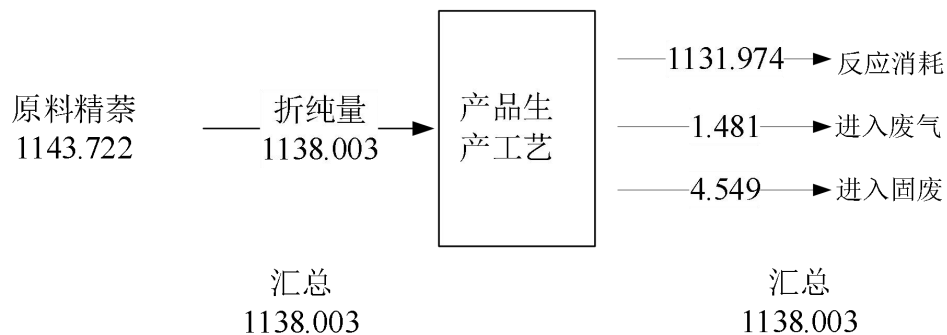 原料精萘
1143.722
折纯量
1138.003
产品生
产工艺
1131.974
反应消耗
1.481
进入废气
4.549
进入固废
汇总
1138.003
汇总
1138.003